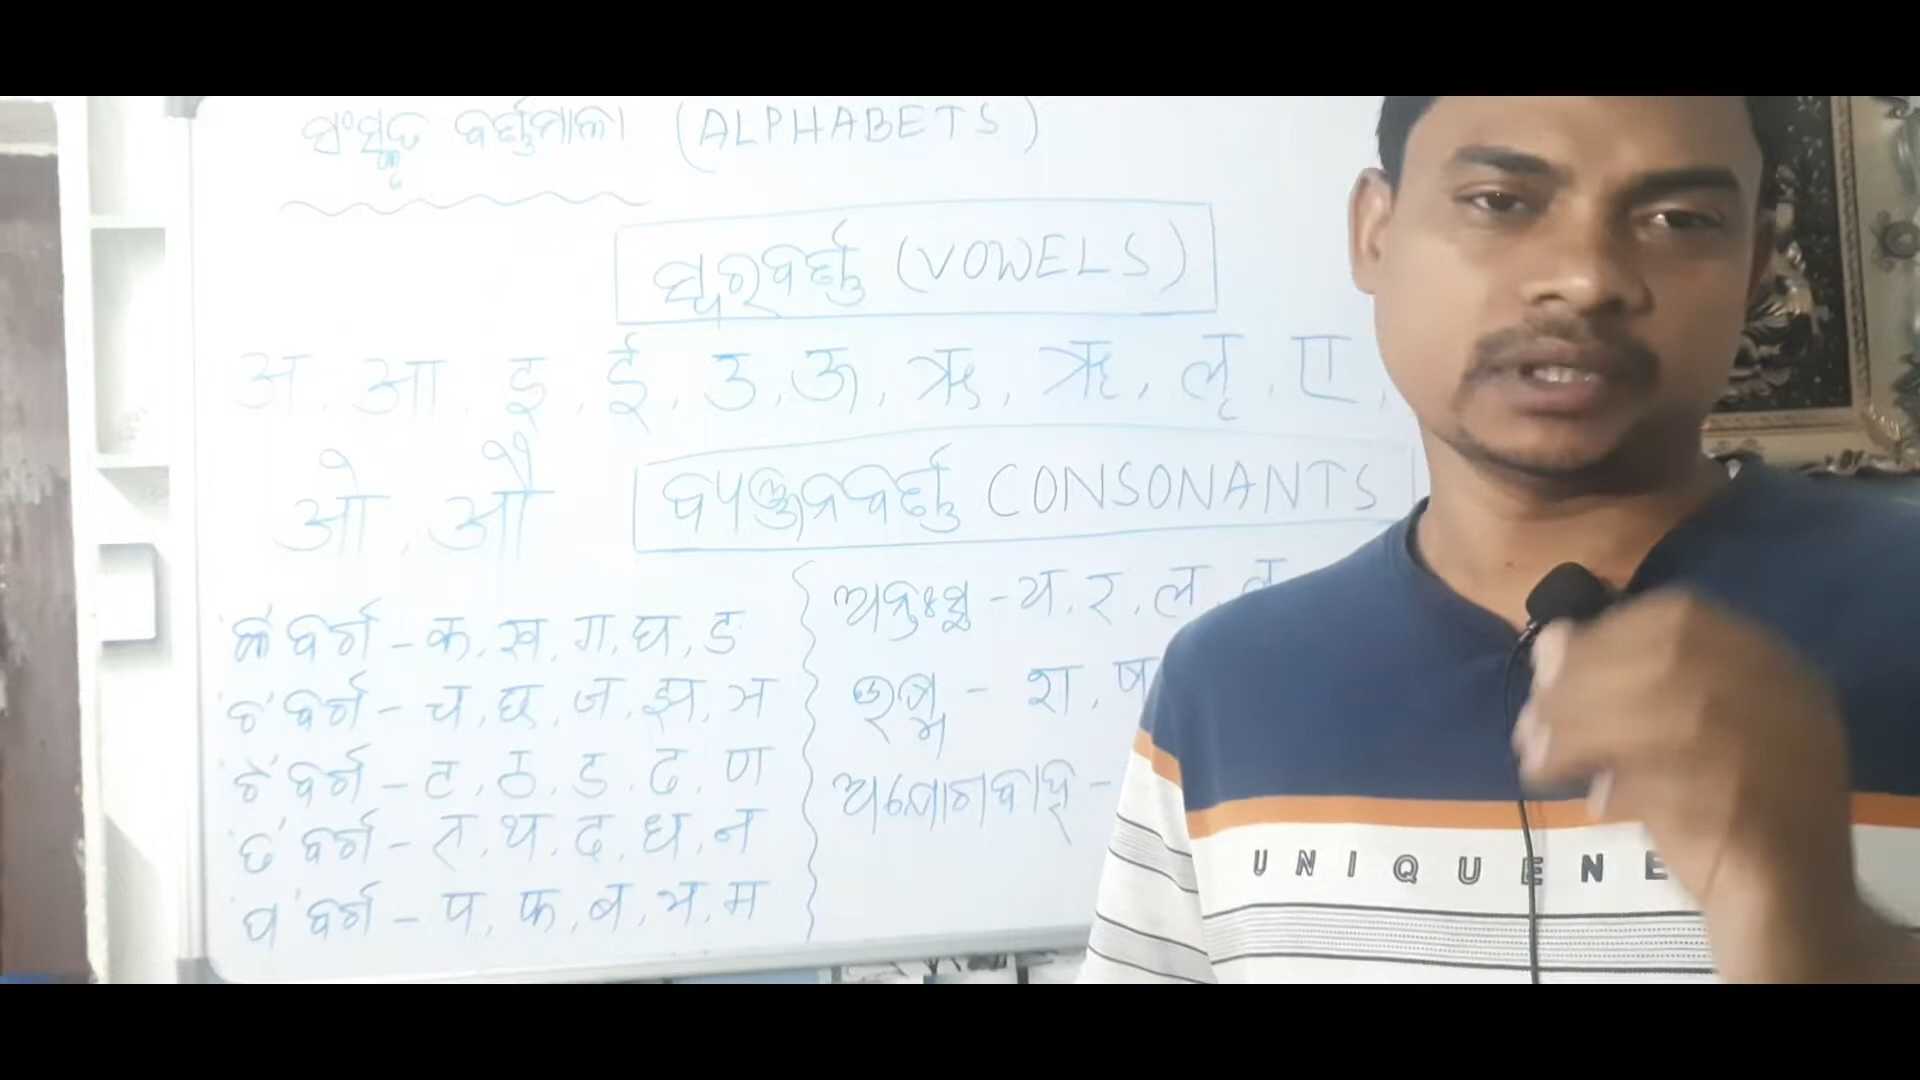 ସଂସ୍କୃତ ବର୍ଣ୍ଣମାଳା (ALPHABETS)
ସ୍ୱରବର୍ଣ୍ଣ (VOWELS)
अ, आ, इ, ई, उ, ऊ, ऋ, ॠ, लृ, ए,
ओ, औ
ବ୍ୟଞ୍ଜନବର୍ଣ୍ଣ CONSONANTS
କ'ବର୍ଗ - क, ख, ग, घ, ङ
ଚ'ବର୍ଗ - च, छ, ज, झ, ञ
ଟ'ବର୍ଗ - ट, ठ, ड, ढ, ण
ତ'ବର୍ଗ - त, थ, द, ध, न
ପ'ବର୍ଗ - प, फ, ब, भ, म
ଅନ୍ତଃସ୍ଥ - य, र, ल,
ଉଷ୍ମ - श, ष
ଅଯୋଗବାହ -
UNIQUENE